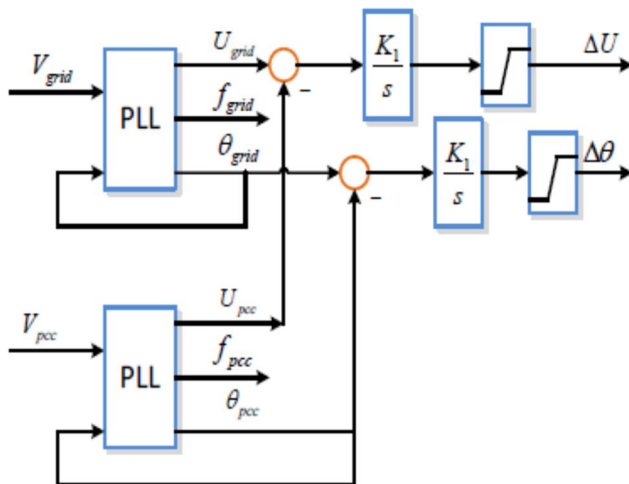 U_grid
K_1
s
ΔU
V_grid
PLL
f_grid
θ_grid
−
K_1
s
Δθ
−
U_pcc
V_pcc
PLL
f_pcc
θ_pcc